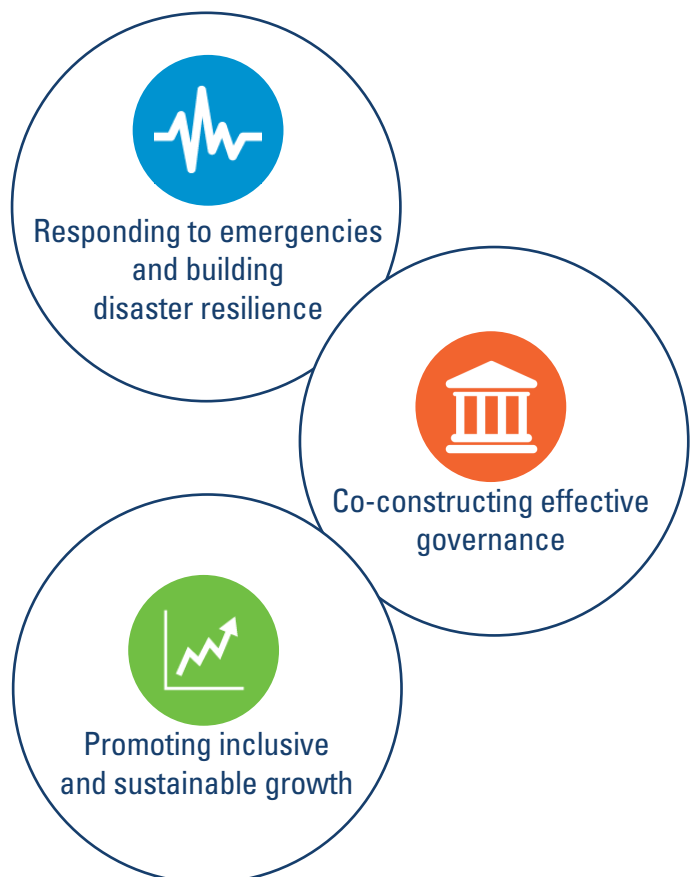 Responding to emergencies
and building
disaster resilience
Co-constructing effective
governance
Promoting inclusive
and sustainable growth